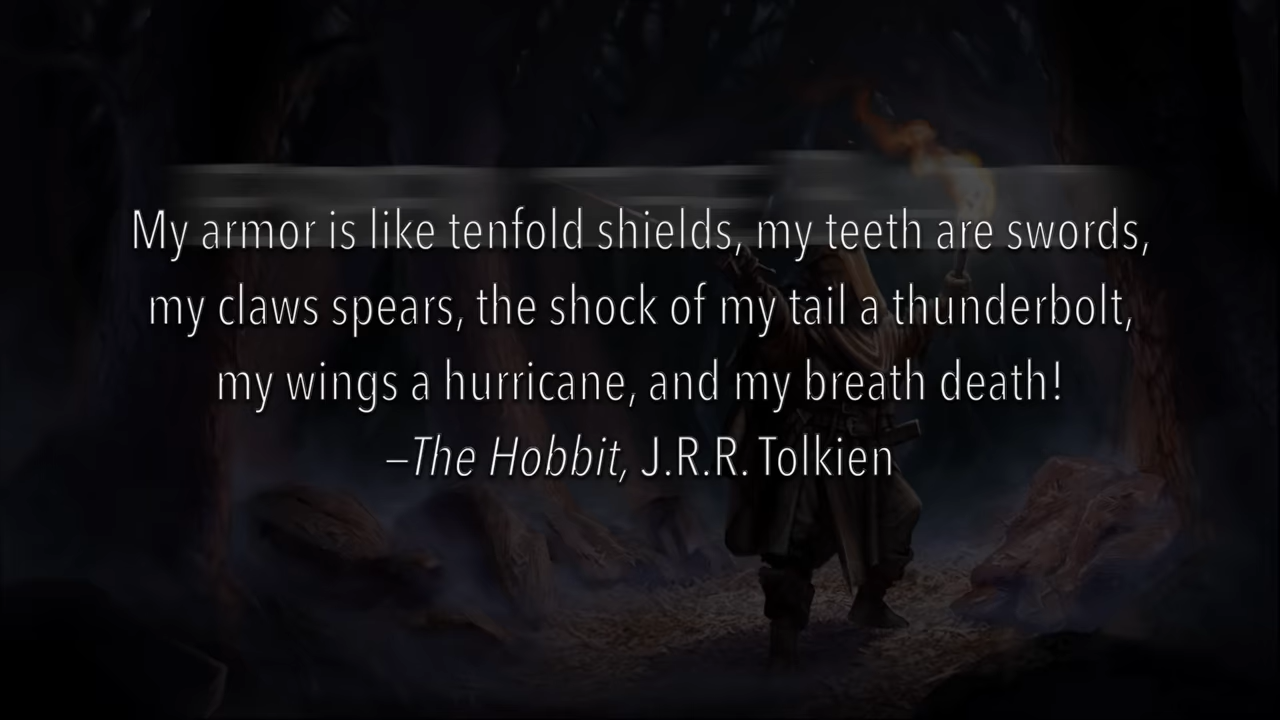 My armor is like tenfold shields, my teeth are swords,
my claws spears, the shock of my tail a thunderbolt,
my wings a hurricane, and my breath death!
–The Hobbit, J.R.R. Tolkien